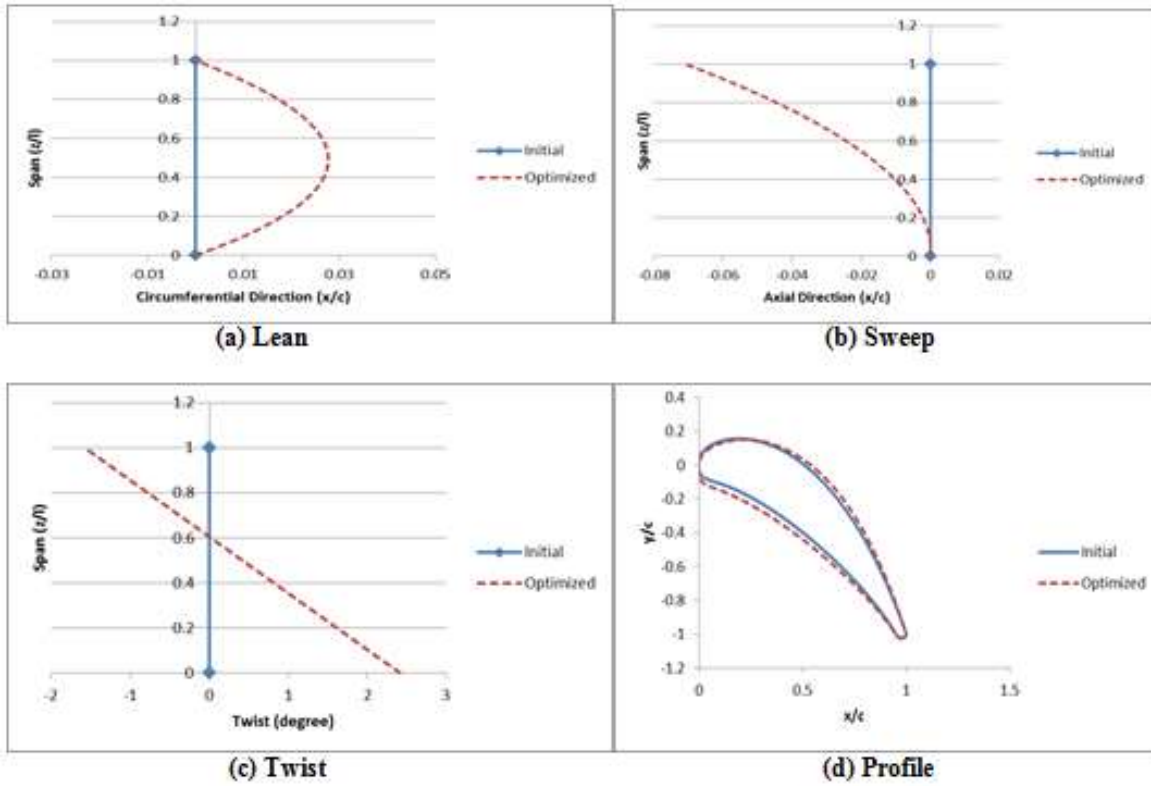 1.2
1
0.8
0.6
0.4
0.2
0
Span (z/l)
-0.03
-0.01
0.01
0.03
0.05
Circumferential Direction (x/c)
Initial
Optimized
(a) Lean
1.2
1
0.8
0.6
0.4
0.2
0
Span (z/l)
-0.08
-0.06
-0.04
-0.02
0
0.02
Axial Direction (x/c)
Initial
Optimized
(b) Sweep
1.2
1
0.8
0.6
0.4
0.2
0
Span (z/l)
-2
-1
0
1
2
3
Twist (degree)
Initial
Optimized
(c) Twist
0.4
0.2
0
-0.2
-0.4
-0.6
-0.8
-1
-1.2
y/c
0
0.5
1
1.5
x/c
Initial
Optimized
(d) Profile